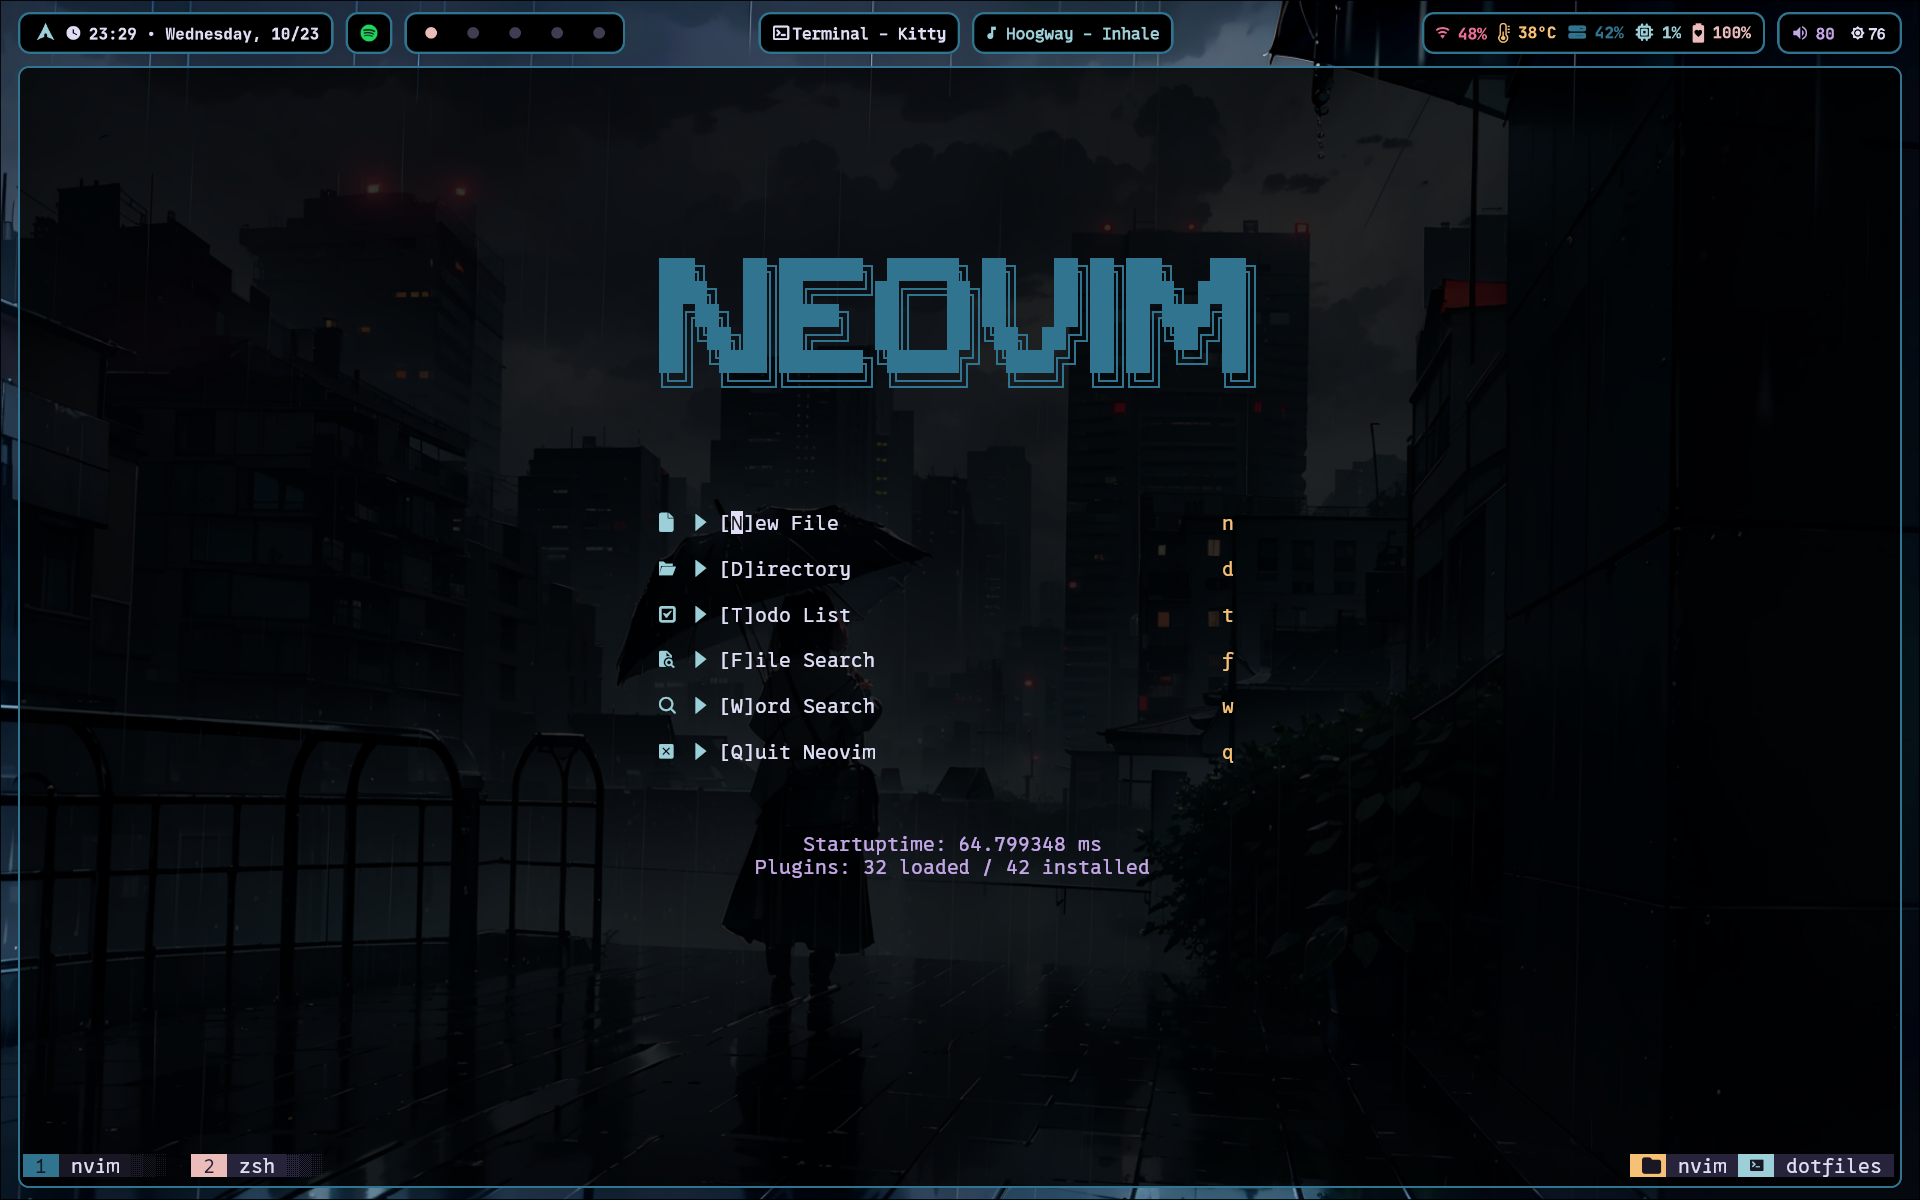 23:29 • Wednesday, 10/23
Terminal - Kitty
Hoogway - Inhale
48% 38°C 42% 1% 100%
80 76
NEOVIM
[N]ew File n
[D]irectory d
[T]odo List t
[F]ile Search f
[W]ord Search w
[Q]uit Neovim q
Startuptime: 64.799348 ms
Plugins: 32 loaded / 42 installed
1 nvim 2 zsh nvim dotfiles